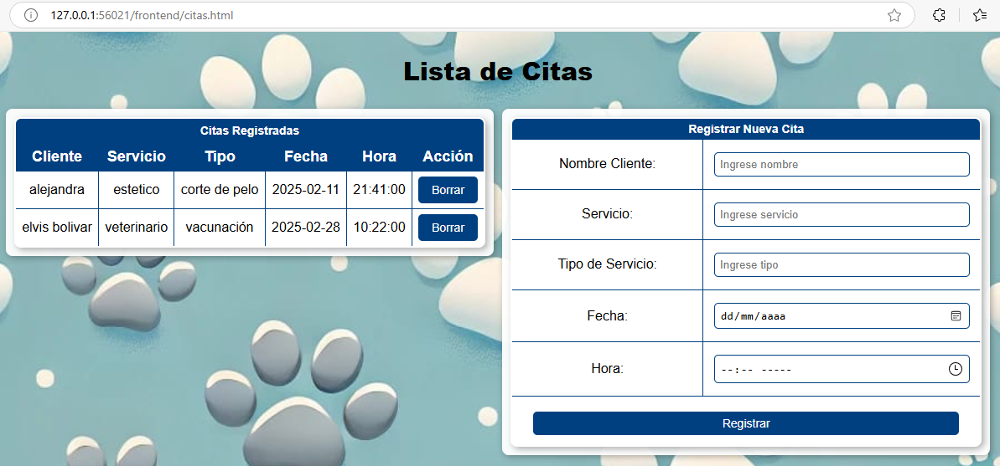 127.0.0.1:56021/frontend/citas.html
Lista de Citas
Citas Registradas
Cliente Servicio Tipo Fecha Hora Acción
alejandra estetico corte de pelo 2025-02-11 21:41:00 Borrar
elvis bolivar veterinario vacunación 2025-02-28 10:22:00 Borrar
Registrar Nueva Cita
Nombre Cliente: Ingrese nombre
Servicio: Ingrese servicio
Tipo de Servicio: Ingrese tipo
Fecha: dd/mm/aaaa
Hora: --:-- -----
Registrar